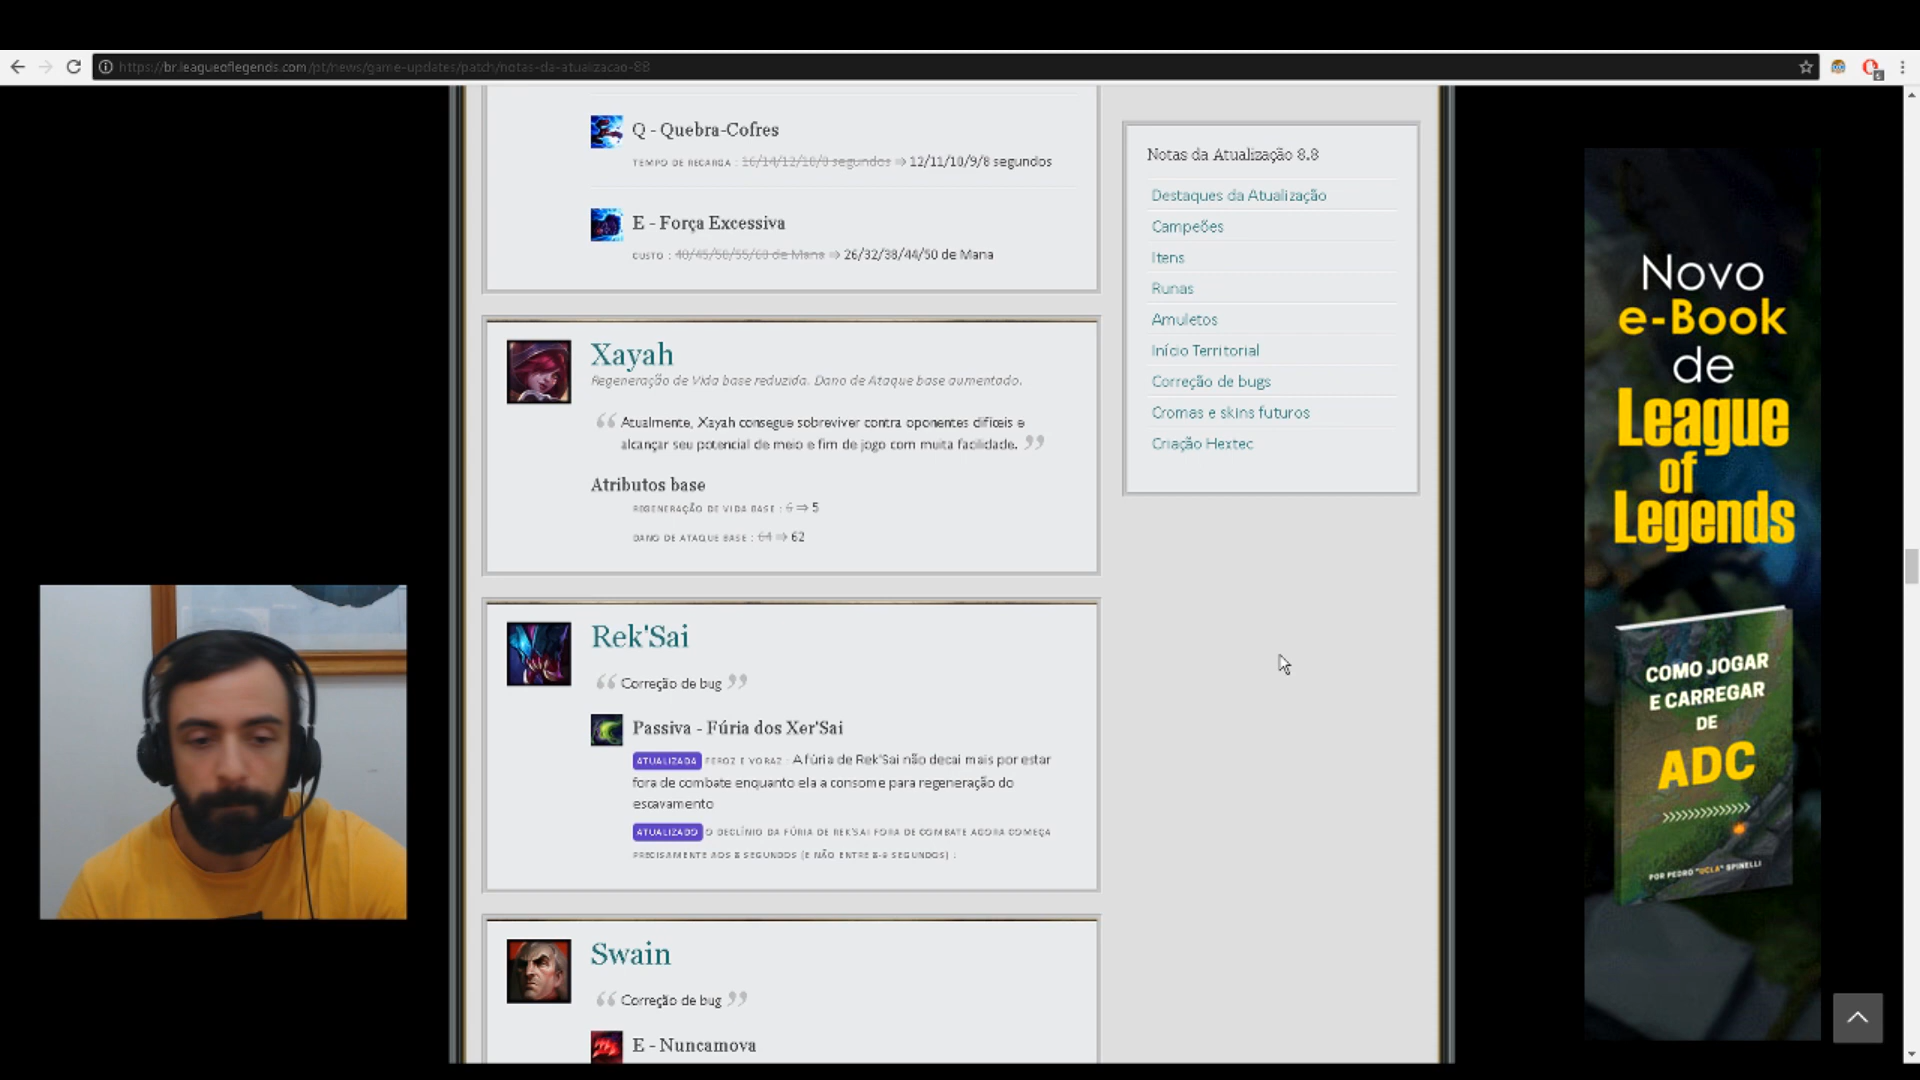 https://br.leagueoflegends.com/pt/news/game-updates/patch/notas-da-atualizacao-88
Q - Quebra-Cofres
TEMPO DE RECARGA : 16/14/12/10/8 segundos ⇒ 12/11/10/9/8 segundos
E - Força Excessiva
CUSTO : 40/45/50/55/60 de Mana ⇒ 26/32/38/44/50 de Mana
Xayah
Regeneração de Vida base reduzida. Dano de Ataque base aumentado.
“ Atualmente, Xayah consegue sobreviver contra oponentes difíceis e
alcançar seu potencial de meio e fim de jogo com muita facilidade. ”
Atributos base
REGENERAÇÃO DE VIDA BASE : 6 ⇒ 5
DANO DE ATAQUE BASE : 64 ⇒ 62
Rek'Sai
“ Correção de bug ”
Passiva - Fúria dos Xer'Sai
ATUALIZADA FEROZ E VORAZ : A fúria de Rek'Sai não decai mais por estar
fora de combate enquanto ela a consome para regeneração do
escavamento
ATUALIZADO O DECLÍNIO DA FÚRIA DE REK'SAI FORA DE COMBATE AGORA COMEÇA
PRECISAMENTE AOS 8 SEGUNDOS (E NÃO ENTRE 8-9 SEGUNDOS) :
Swain
“ Correção de bug ”
E - Nuncamova
Notas da Atualização 8.8
Destaques da Atualização
Campeões
Itens
Runas
Amuletos
Início Territorial
Correção de bugs
Cromas e skins futuros
Criação Hextec
Novo
e-Book
de
League
of
Legends
COMO JOGAR
E CARREGAR
DE
ADC
>>>>>>>>>>>>
POR PEDRO "UCLA" SPINELLI